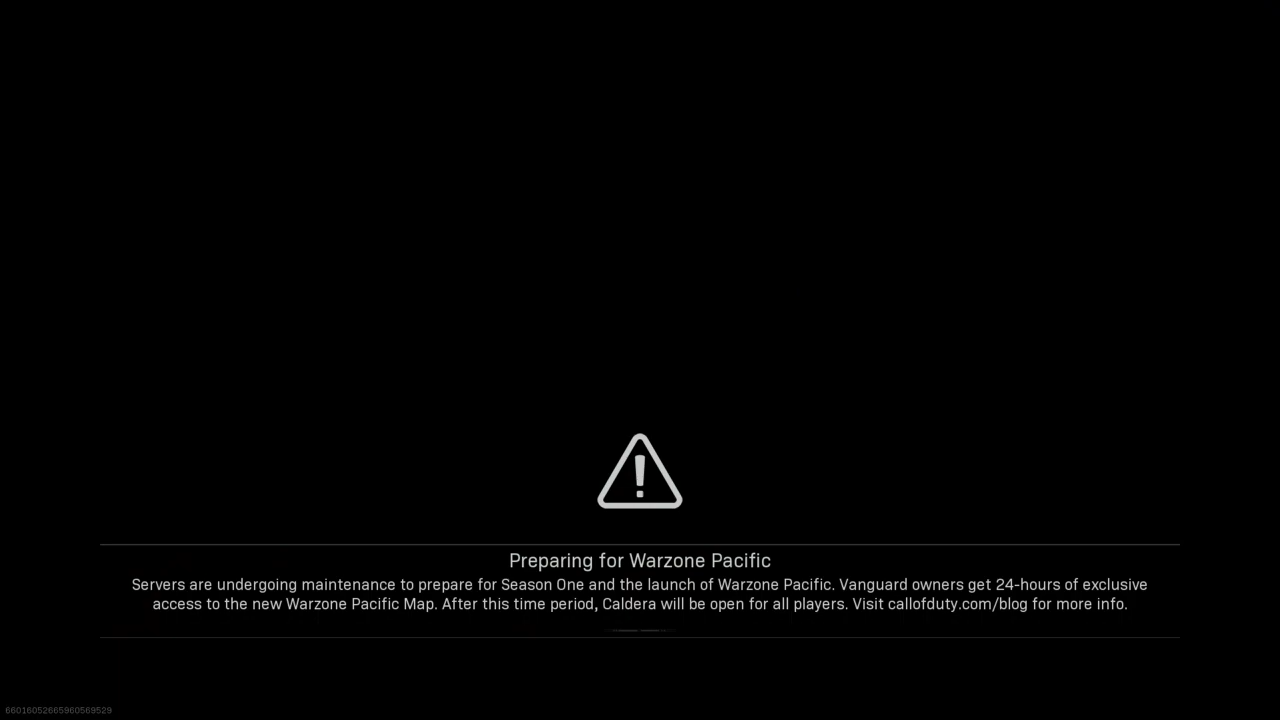 Preparing for Warzone Pacific
Servers are undergoing maintenance to prepare for Season One and the launch of Warzone Pacific. Vanguard owners get 24-hours of exclusive
access to the new Warzone Pacific Map. After this time period, Caldera will be open for all players. Visit callofduty.com/blog for more info.
66016052665960569529